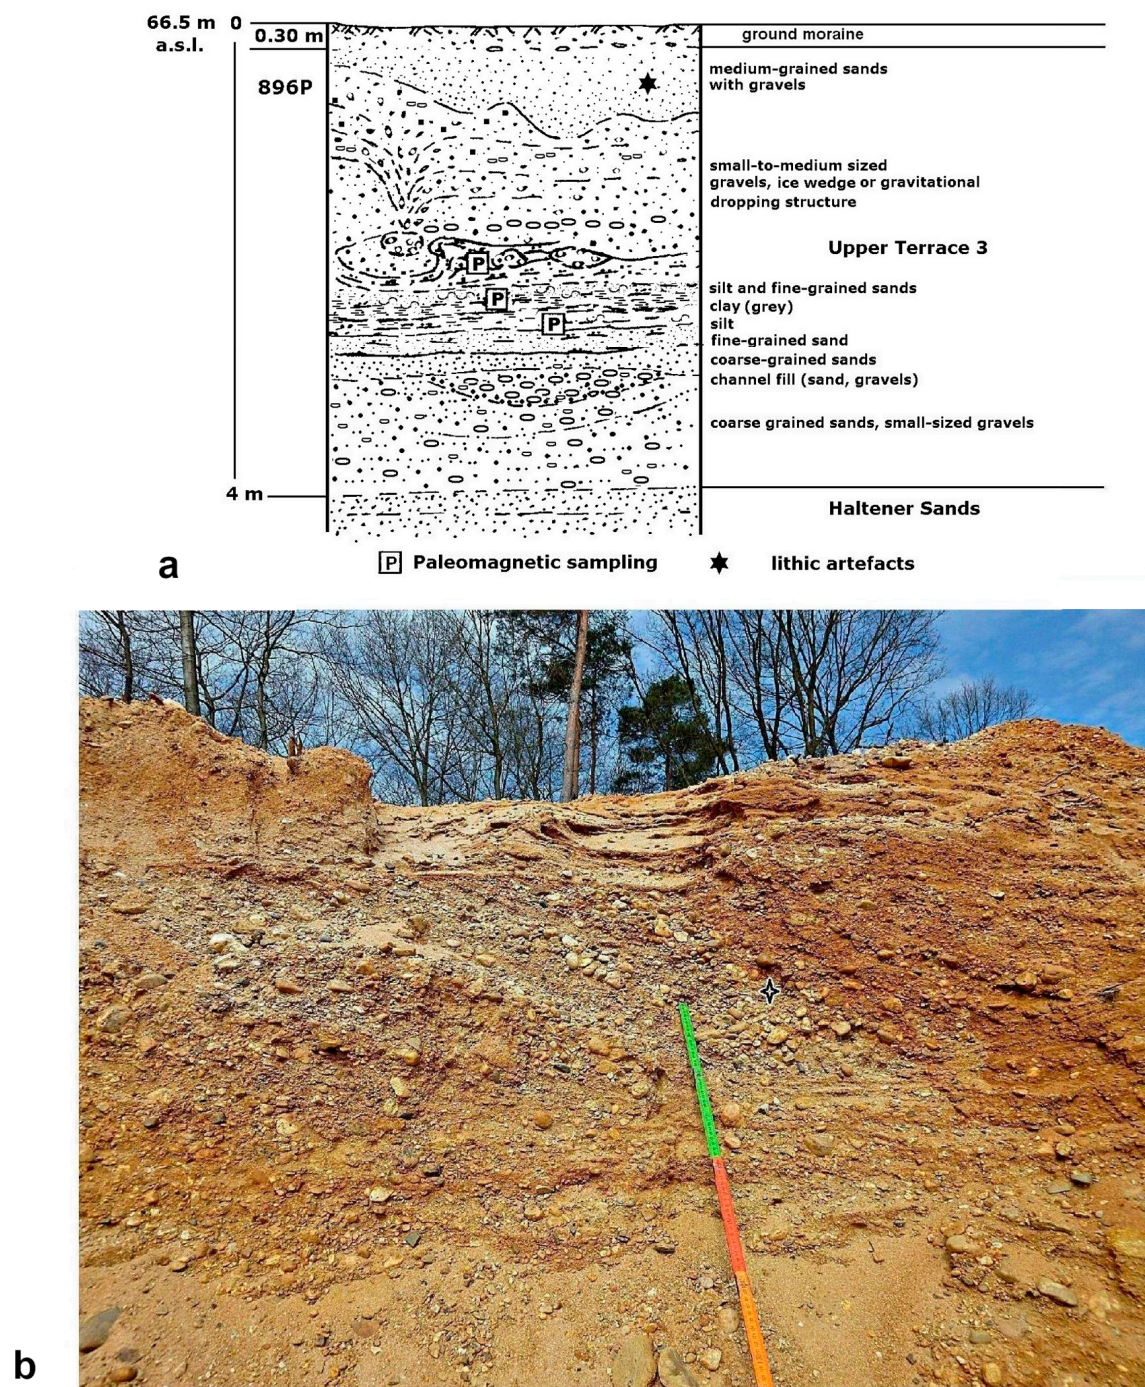 66.5 m 0
a.s.l.
0.30 m
ground moraine
896P
medium-grained sands
with gravels
small-to-medium sized
gravels, ice wedge or gravitational
dropping structure
Upper Terrace 3
P
silt and fine-grained sands
P
clay (grey)
silt
P
fine-grained sand
coarse-grained sands
channel fill (sand, gravels)
coarse grained sands, small-sized gravels
4 m
Haltener Sands
a
P Paleomagnetic sampling
lithic artefacts
b